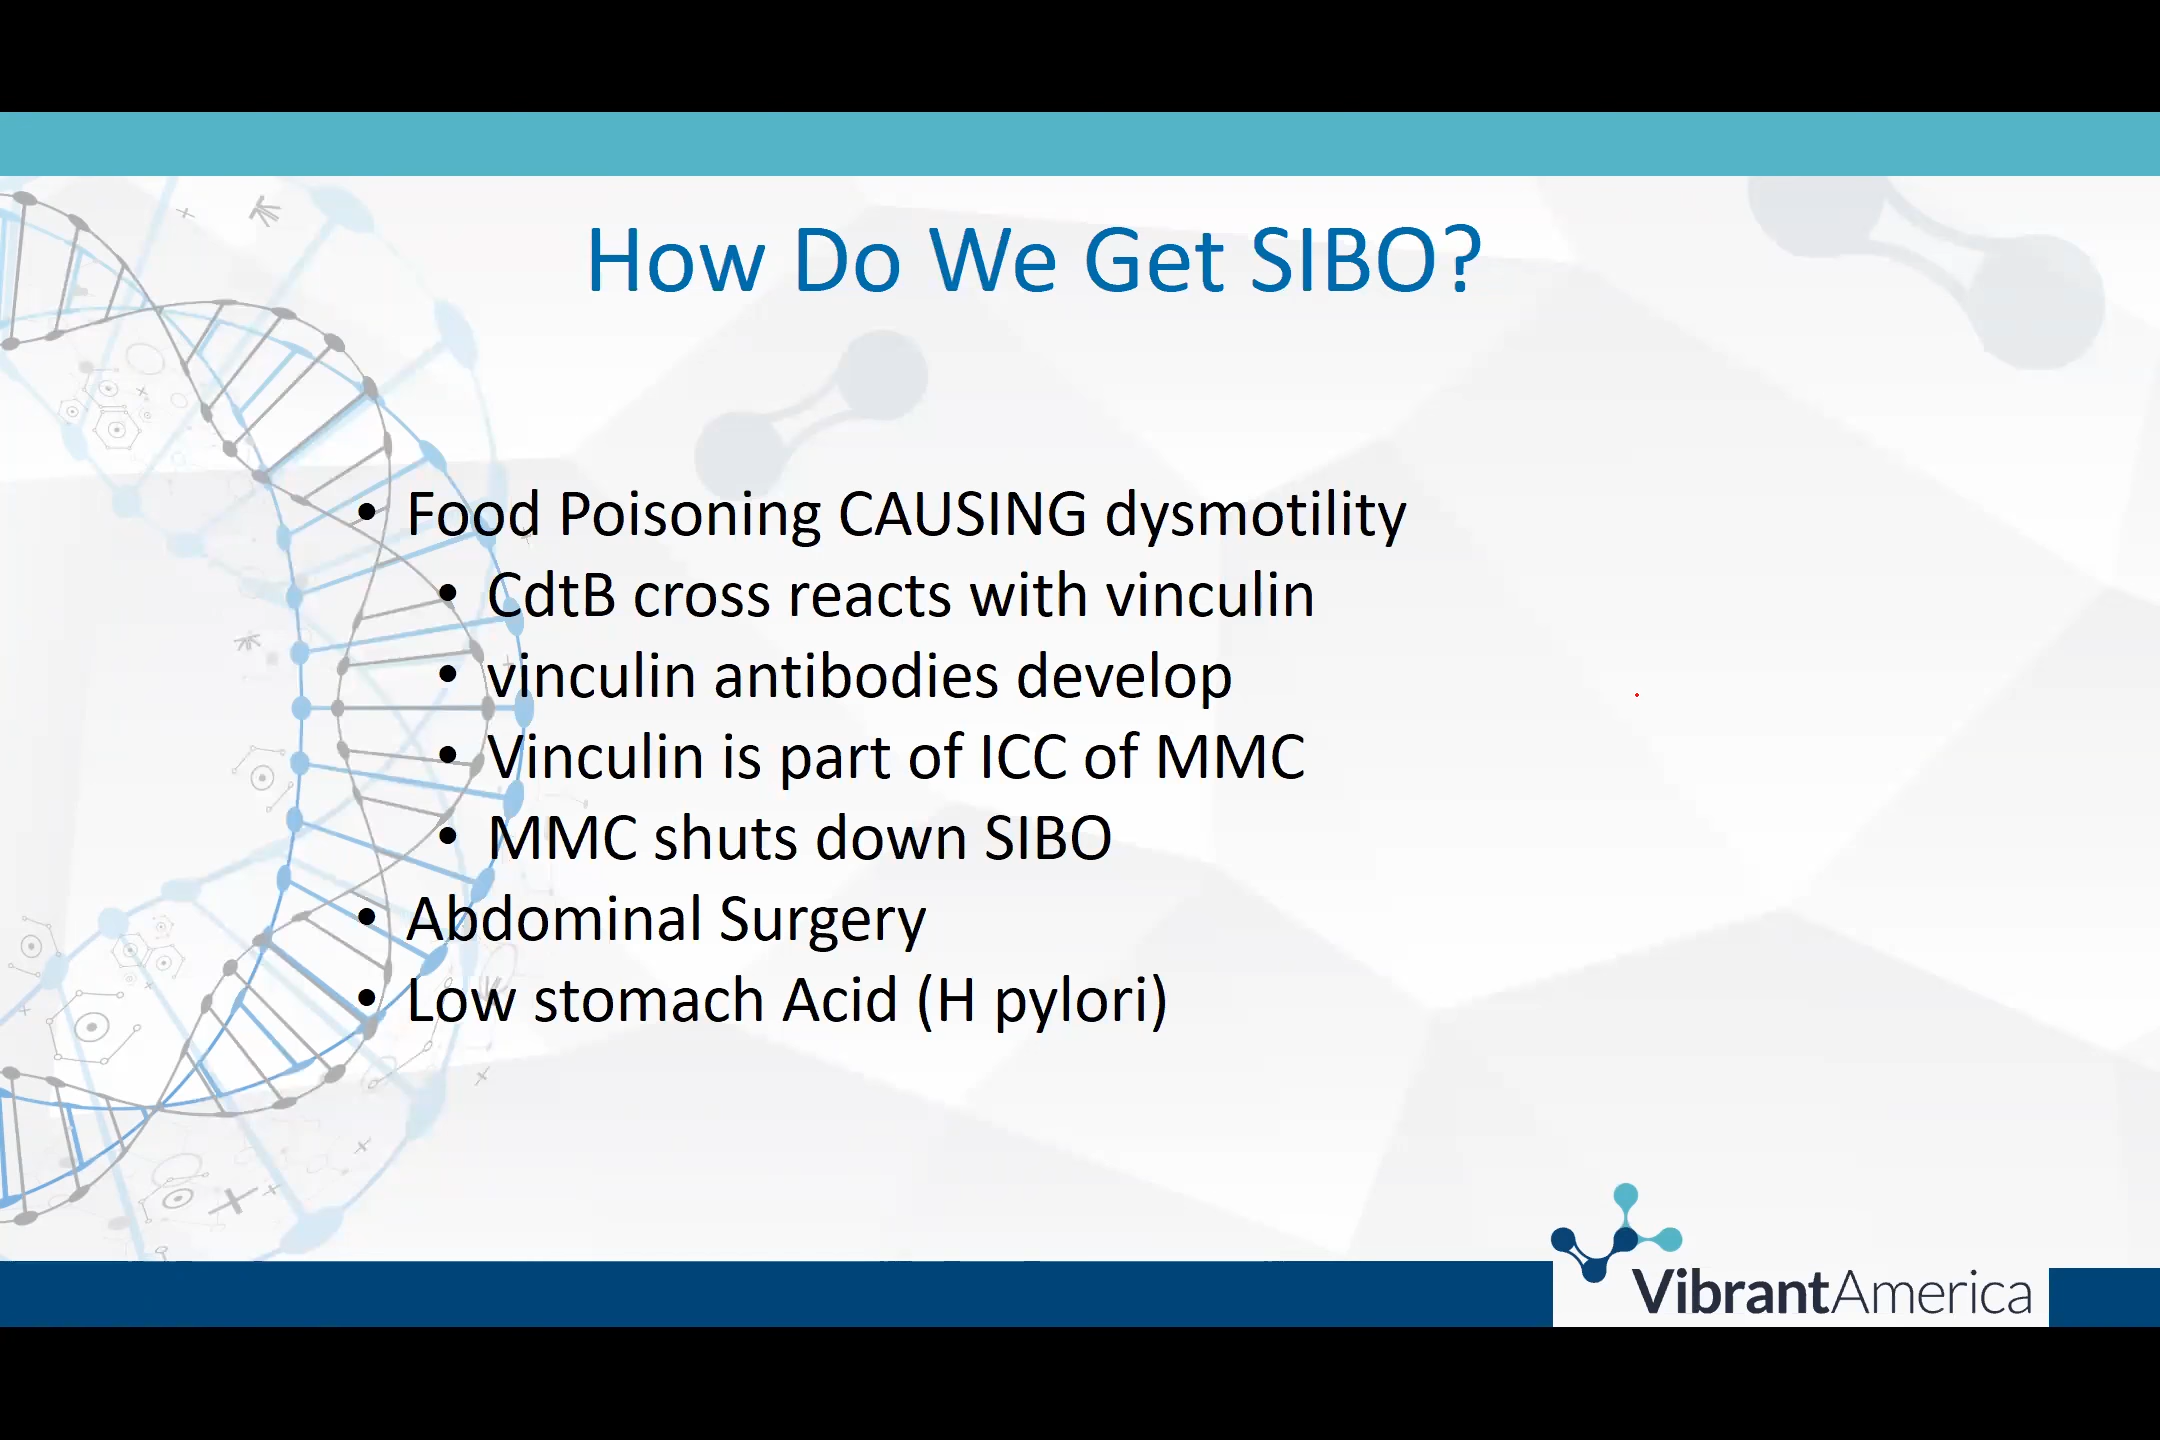 How Do We Get SIBO?
• Food Poisoning CAUSING dysmotility
• CdtB cross reacts with vinculin
• vinculin antibodies develop
• Vinculin is part of ICC of MMC
• MMC shuts down SIBO
• Abdominal Surgery
• Low stomach Acid (H pylori)
VibrantAmerica